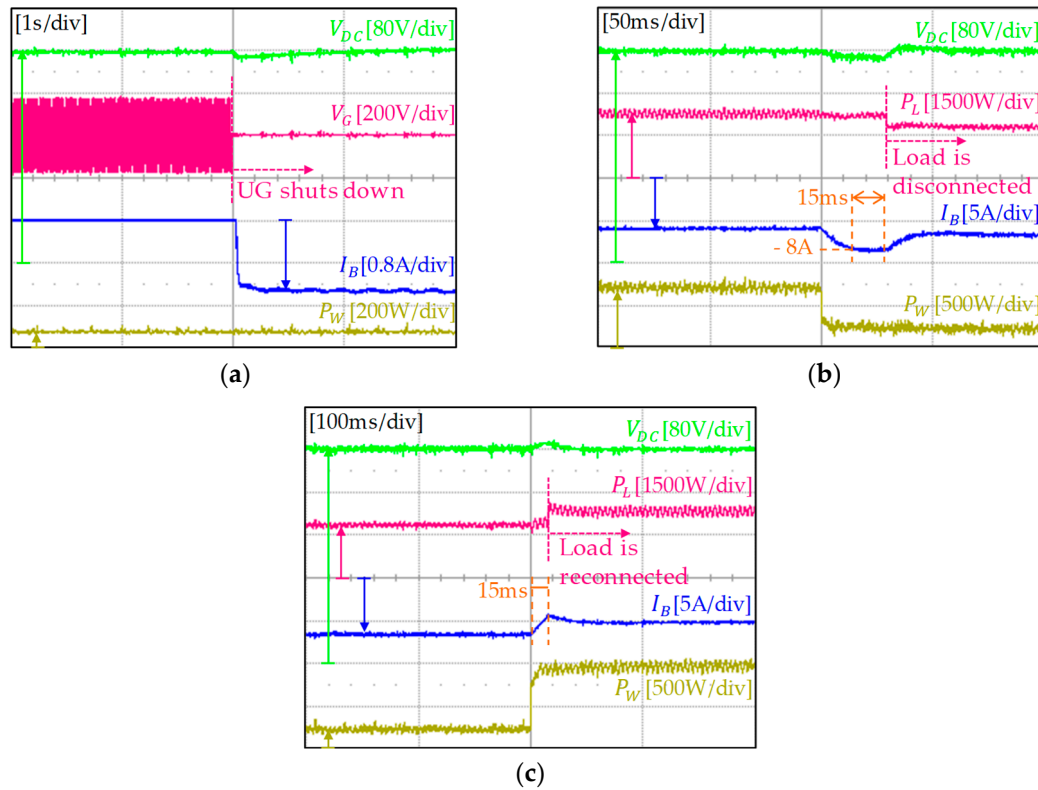 [1s/div]
V_DC [80V/div]
V_G [200V/div]
UG shuts down
I_B [0.8A/div]
P_W [200W/div]
(a)
[50ms/div]
V_DC [80V/div]
P_L [1500W/div]
Load is
disconnected
15ms
I_B [5A/div]
- 8A
P_W [500W/div]
(b)
[100ms/div]
V_DC [80V/div]
P_L [1500W/div]
Load is
reconnected
15ms
I_B [5A/div]
P_W [500W/div]
(c)